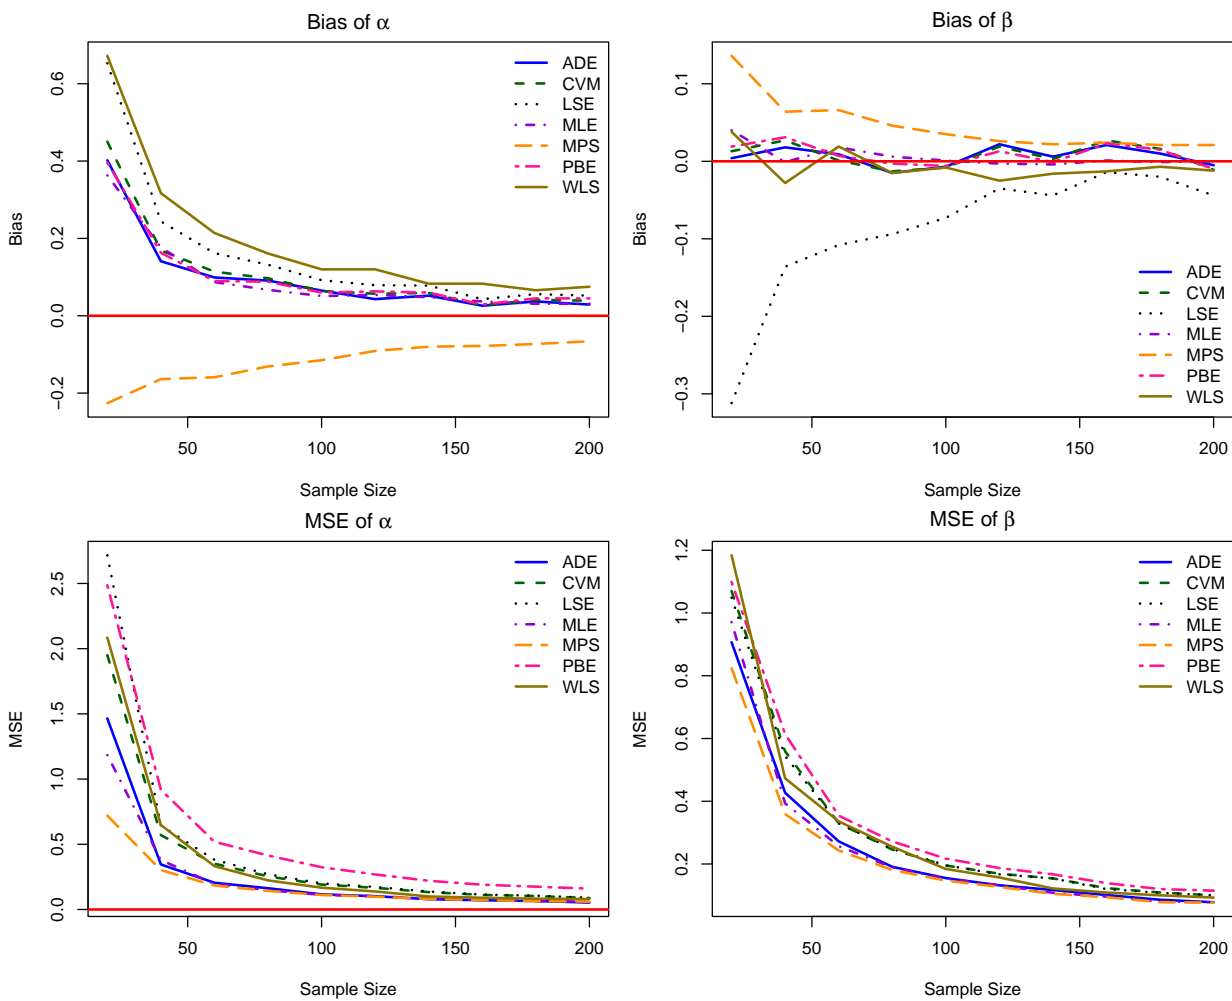 Bias of α
Bias
0.6
0.4
0.2
0.0
−0.2
50 100 150 200
Sample Size
ADE
CVM
LSE
MLE
MPS
PBE
WLS
Bias of β
Bias
0.1
0.0
−0.1
−0.2
−0.3
50 100 150 200
Sample Size
ADE
CVM
LSE
MLE
MPS
PBE
WLS
MSE of α
MSE
2.5
2.0
1.5
1.0
0.5
0.0
50 100 150 200
Sample Size
ADE
CVM
LSE
MLE
MPS
PBE
WLS
MSE of β
MSE
1.2
1.0
0.8
0.6
0.4
0.2
50 100 150 200
Sample Size
ADE
CVM
LSE
MLE
MPS
PBE
WLS